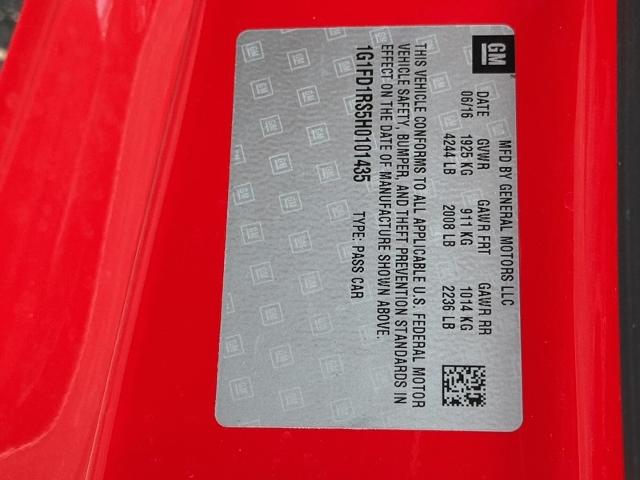 GM
MFD BY GENERAL MOTORS LLC
DATE GVWR GAWR FRT GAWR RR
06/16 1925 KG 911 KG 1014 KG
4244 LB 2008 LB 2236 LB
THIS VEHICLE CONFORMS TO ALL APPLICABLE U.S. FEDERAL MOTOR
VEHICLE SAFETY, BUMPER, AND THEFT PREVENTION STANDARDS IN
EFFECT ON THE DATE OF MANUFACTURE SHOWN ABOVE.
1G1FD1RS5H0101435 TYPE: PASS CAR